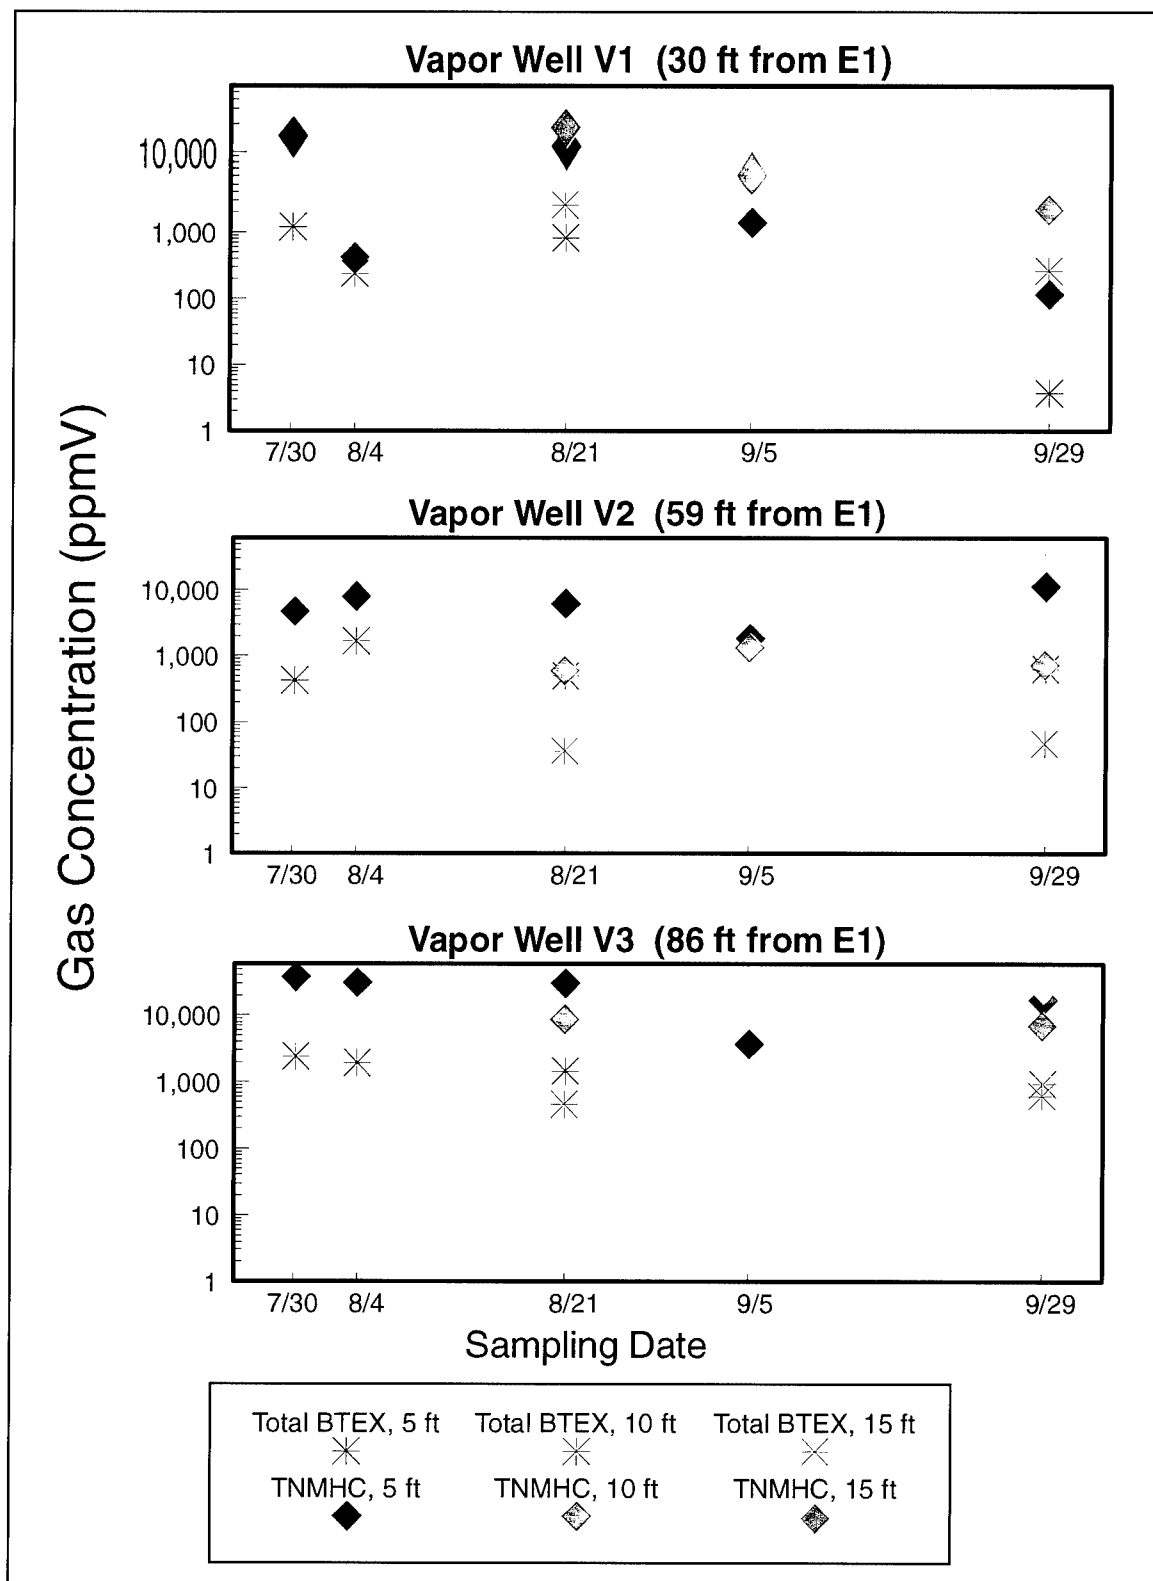 Vapor Well V1 (30 ft from E1)
10,000
1,000
100
10
1
7/30 8/4 8/21 9/5 9/29
Gas Concentration (ppmV)
Vapor Well V2 (59 ft from E1)
10,000
1,000
100
10
1
7/30 8/4 8/21 9/5 9/29
Vapor Well V3 (86 ft from E1)
10,000
1,000
100
10
1
7/30 8/4 8/21 9/5 9/29
Sampling Date
Total BTEX, 5 ft Total BTEX, 10 ft Total BTEX, 15 ft
TNMHC, 5 ft TNMHC, 10 ft TNMHC, 15 ft